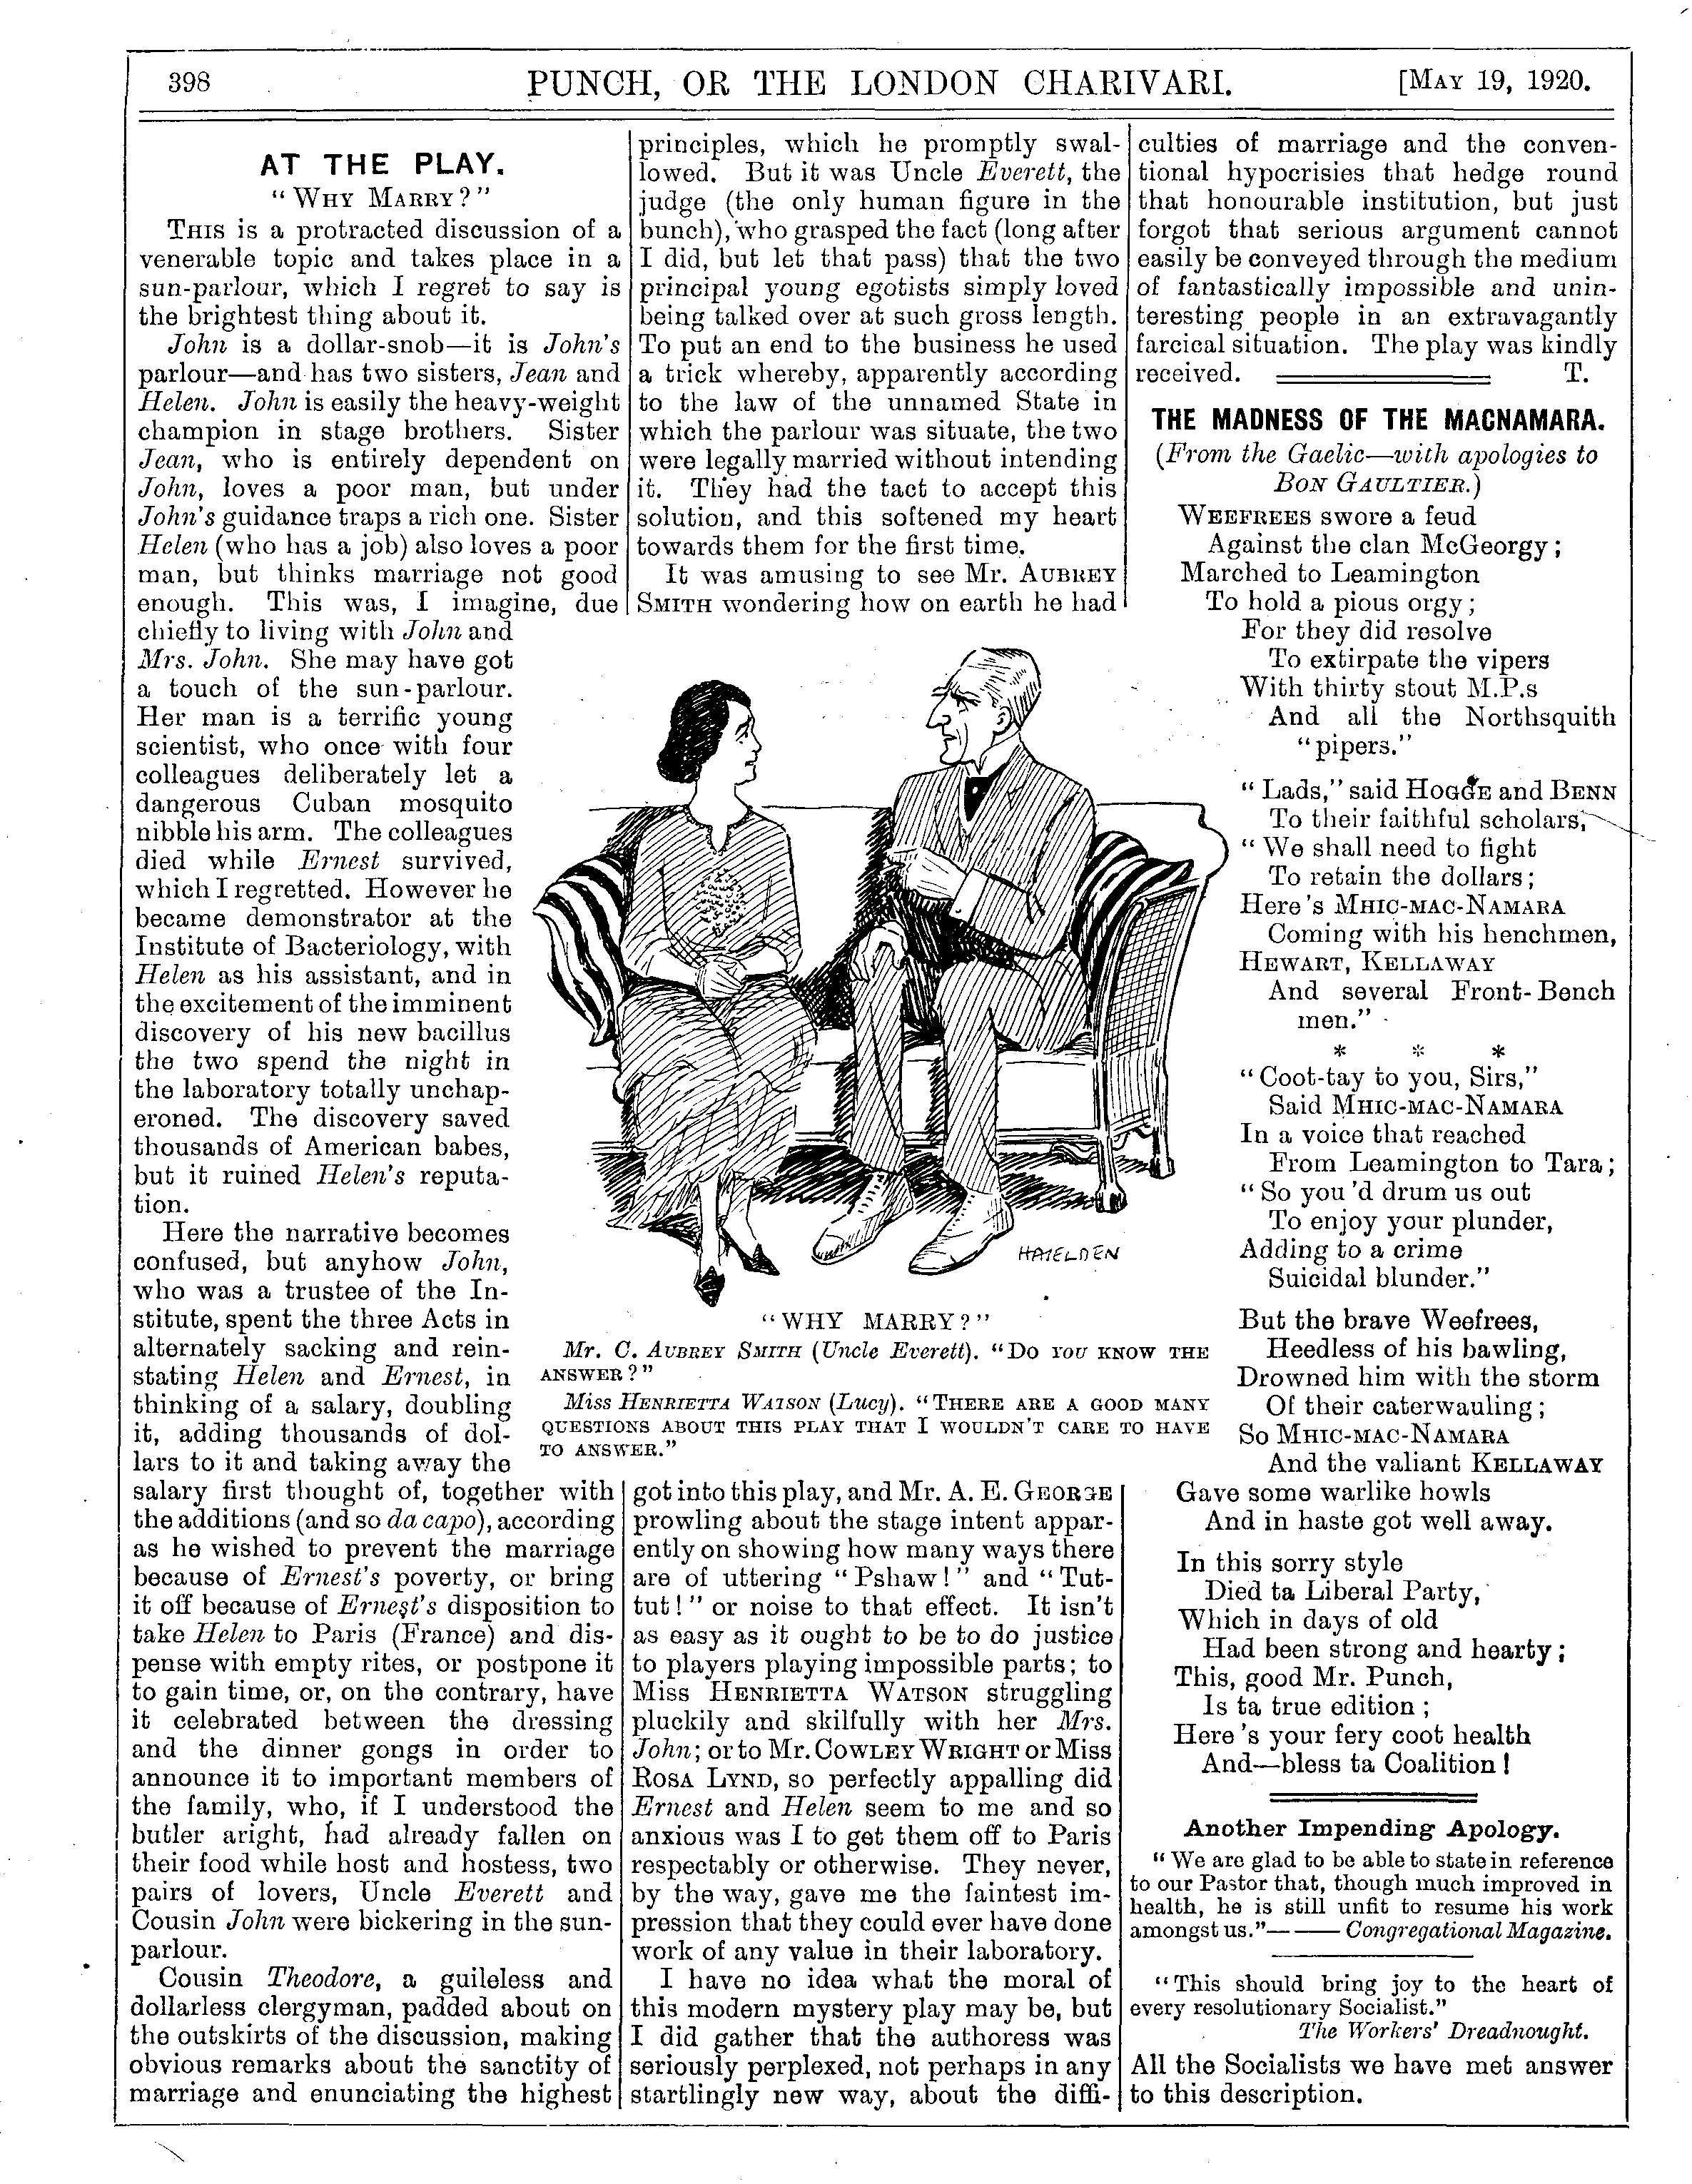 398
PUNCH, OR THE LONDON CHARIVARI.
[MAY 19, 1920.
AT THE PLAY.
"WHY MARRY?"
THIS is a protracted discussion of a
venerable topic and takes place in a
sun-parlour, which I regret to say is
the brightest thing about it.
John is a dollar-snob—it is John's
parlour—and has two sisters, Jean and
Helen. John is easily the heavy-weight
champion in stage brothers. Sister
Jean, who is entirely dependent on
John, loves a poor man, but under
John's guidance traps a rich one. Sister
Helen (who has a job) also loves a poor
man, but thinks marriage not good
enough. This was, I imagine, due
chiefly to living with John and
Mrs. John. She may have got
a touch of the sun-parlour.
Her man is a terrific young
scientist, who once with four
colleagues deliberately let a
dangerous Cuban mosquito
nibble his arm. The colleagues
died while Ernest survived,
which I regretted. However he
became demonstrator at the
Institute of Bacteriology, with
Helen as his assistant, and in
the excitement of the imminent
discovery of his new bacillus
the two spend the night in
the laboratory totally unchap-
eroned. The discovery saved
thousands of American babes,
but it ruined Helen's reputa-
tion.
Here the narrative becomes
confused, but anyhow John,
who was a trustee of the In-
stitute, spent the three Acts in
alternately sacking and rein-
stating Helen and Ernest, in
thinking of a salary, doubling
it, adding thousands of dol-
lars to it and taking away the
salary first thought of, together with
the additions (and so da capo), according
as he wished to prevent the marriage
because of Ernest's poverty, or bring
it off because of Ernest's disposition to
take Helen to Paris (France) and dis-
pense with empty rites, or postpone it
to gain time, or, on the contrary, have
it celebrated between the dressing
and the dinner gongs in order to
announce it to important members of
the family, who, if I understood the
butler aright, had already fallen on
their food while host and hostess, two
pairs of lovers, Uncle Everett and
Cousin John were bickering in the sun-
parlour.
Cousin Theodore, a guileless and
dollarless clergyman, padded about on
the outskirts of the discussion, making
obvious remarks about the sanctity of
marriage and enunciating the highest
principles, which he promptly swal-
lowed. But it was Uncle Everett, the
judge (the only human figure in the
bunch), who grasped the fact (long after
I did, but let that pass) that the two
principal young egotists simply loved
being talked over at such gross length.
To put an end to the business he used
a trick whereby, apparently according
to the law of the unnamed State in
which the parlour was situate, the two
were legally married without intending
it. They had the tact to accept this
solution, and this softened my heart
towards them for the first time.
It was amusing to see Mr. AUBREY
SMITH wondering how on earth he had
HASELDEN
"WHY MARRY?"
Mr. C. AUBREY SMITH (Uncle Everett). "DO YOU KNOW THE
ANSWER?"
Miss HENRIETTA WATSON (Lucy). "THERE ARE A GOOD MANY
QUESTIONS ABOUT THIS PLAY THAT I WOULDN'T CARE TO HAVE
TO ANSWER."
got into this play, and Mr. A. E. GEORGE
prowling about the stage intent appar-
ently on showing how many ways there
are of uttering "Pshaw!" and "Tut-
tut!" or noise to that effect. It isn't
as easy as it ought to be to do justice
to players playing impossible parts; to
Miss HENRIETTA WATSON struggling
pluckily and skilfully with her Mrs.
John; or to Mr. COWLEY WRIGHT or Miss
ROSA LYND, so perfectly appalling did
Ernest and Helen seem to me and so
anxious was I to get them off to Paris
respectably or otherwise. They never,
by the way, gave me the faintest im-
pression that they could ever have done
work of any value in their laboratory.
I have no idea what the moral of
this modern mystery play may be, but
I did gather that the authoress was
seriously perplexed, not perhaps in any
startlingly new way, about the diffi-
culties of marriage and the conven-
tional hypocrisies that hedge round
that honourable institution, but just
forgot that serious argument cannot
easily be conveyed through the medium
of fantastically impossible and unin-
teresting people in an extravagantly
farcical situation. The play was kindly
received. T.
THE MADNESS OF THE MACNAMARA.
(From the Gaelic—with apologies to
BON GAULTIER.)
WEEFREES swore a feud
Against the clan McGeorgy;
Marched to Leamington
To hold a pious orgy;
For they did resolve
To extirpate the vipers
With thirty stout M.P.s
And all the Northsquith
"pipers."
"Lads," said HOGGE and BENN
To their faithful scholars,
"We shall need to fight
To retain the dollars;
Here's MHIC-MAC-NAMARA
Coming with his henchmen,
HEWART, KELLAWAY
And several Front-Bench
men."
* * *
"Coot-tay to you, Sirs,"
Said MHIC-MAC-NAMARA
In a voice that reached
From Leamington to Tara;
"So you'd drum us out
To enjoy your plunder,
Adding to a crime
Suicidal blunder."
But the brave Weefrees,
Heedless of his bawling,
Drowned him with the storm
Of their caterwauling;
So MHIC-MAC-NAMARA
And the valiant KELLAWAY
Gave some warlike howls
And in haste got well away.
In this sorry style
Died ta Liberal Party,
Which in days of old
Had been strong and hearty;
This, good Mr. Punch,
Is ta true edition;
Here's your fery coot health
And—bless ta Coalition!
Another Impending Apology.
"We are glad to be able to state in reference
to our Pastor that, though much improved in
health, he is still unfit to resume his work
amongst us."—— Congregational Magazine.
"This should bring joy to the heart of
every resolutionary Socialist."
The Workers' Dreadnought.
All the Socialists we have met answer
to this description.